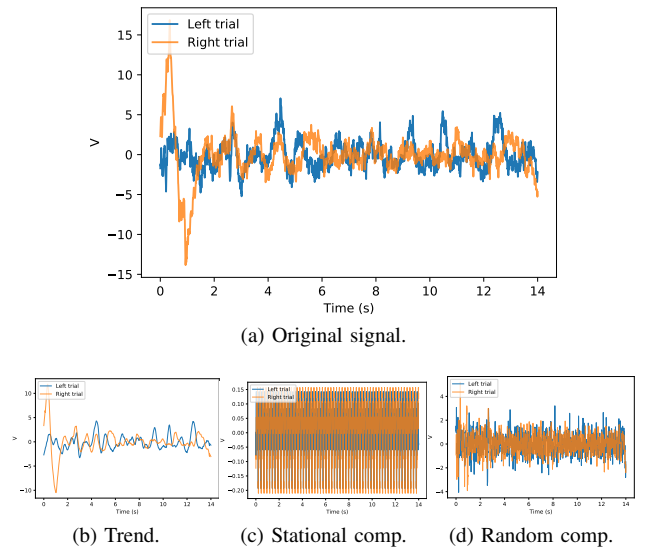 Left trial
Right trial
15
10
5
0
−5
−10
−15
V
0 2 4 6 8 10 12 14
Time (s)
(a) Original signal.
Left trial
Right trial
10
5
0
−5
−10
V
0 2 4 6 8 10 12 14
Time (s)
(b) Trend.
Left trial
Right trial
0.15
0.10
0.05
0.00
−0.05
−0.10
−0.15
−0.20
V
0 2 4 6 8 10 12 14
Time (s)
(c) Stational comp.
Left trial
Right trial
4
2
0
−2
−4
V
0 2 4 6 8 10 12 14
Time (s)
(d) Random comp.